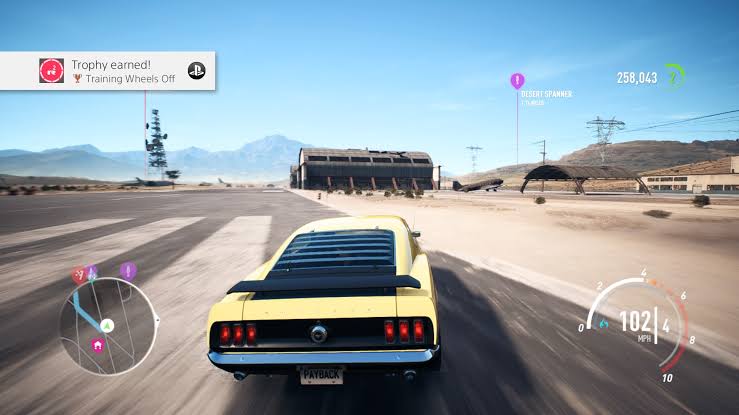 Trophy earned!
Training Wheels Off
258,043
DESERT SPANNER
0
2
4
6
8
10
102
4
MPH
PAYBACK